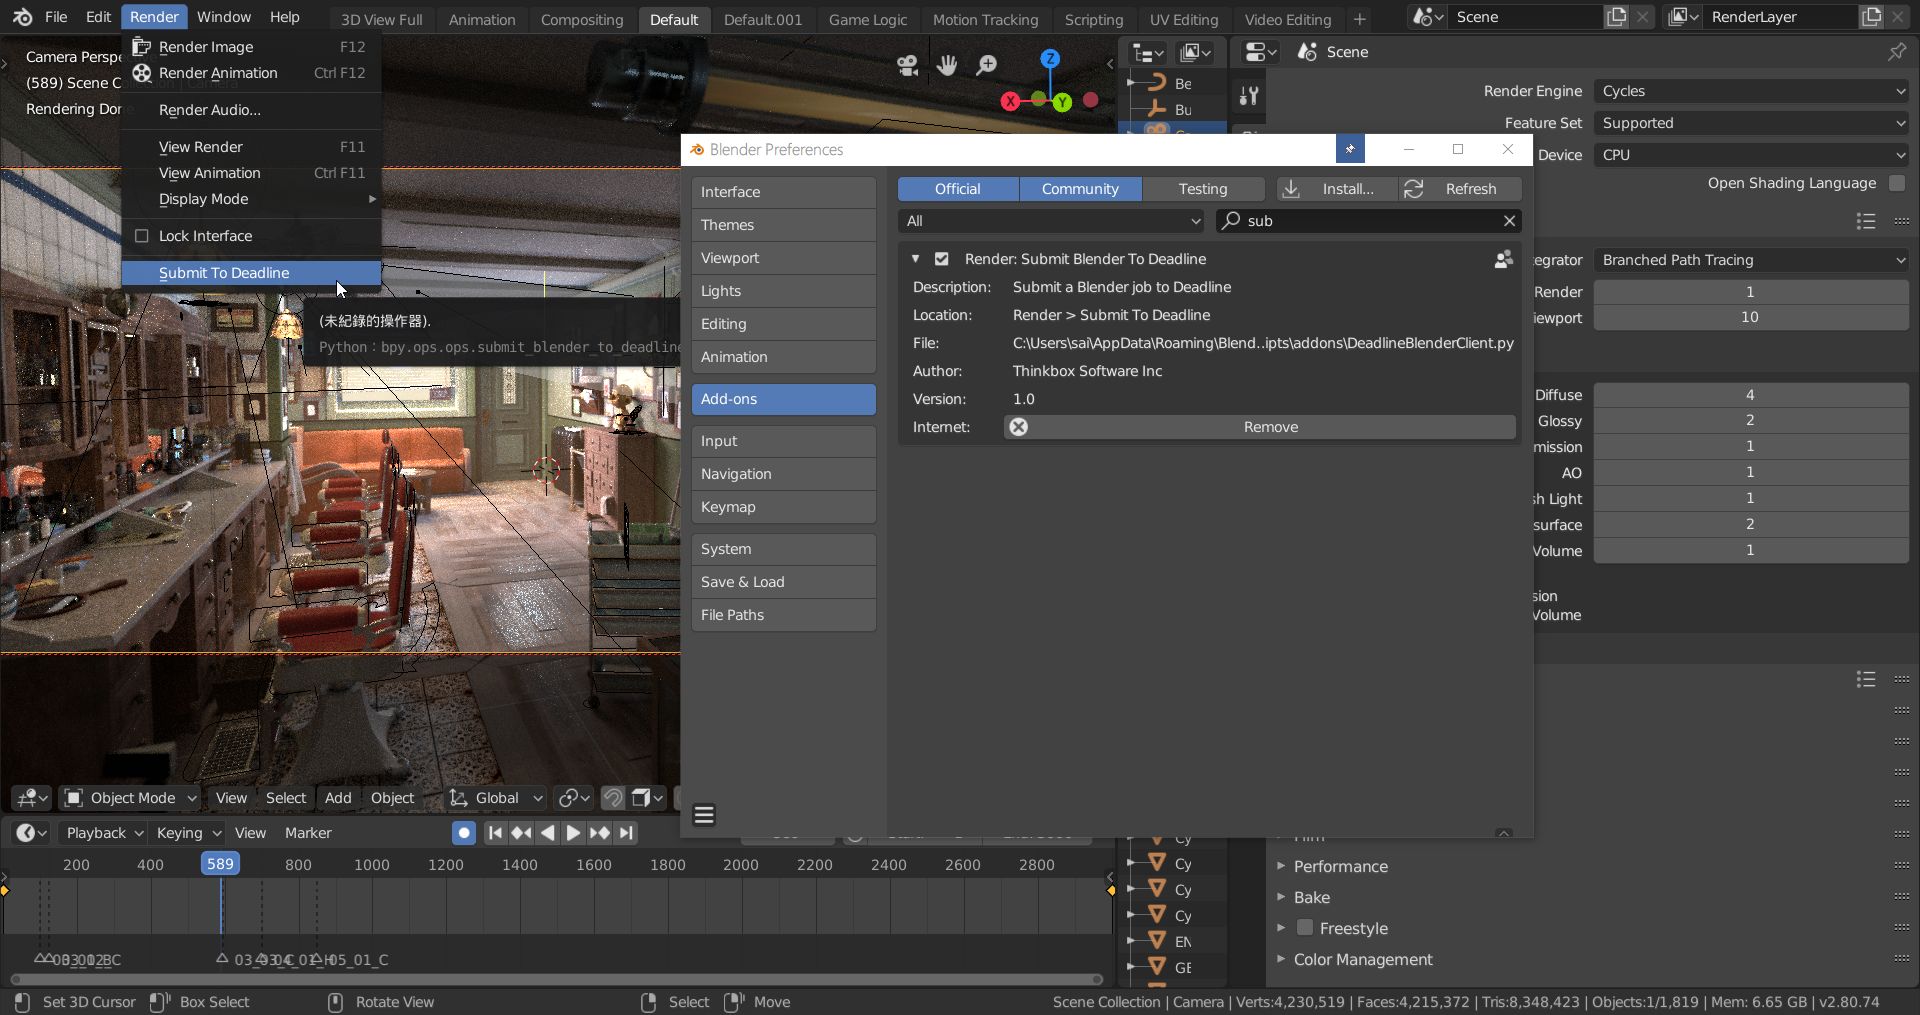 File Edit Render Window Help
3D View Full Animation Compositing Default Default.001 Game Logic Motion Tracking Scripting UV Editing Video Editing
Scene
RenderLayer
Camera Perspe
(589) Scene C
Rendering Don
Render Image F12
Render Animation Ctrl F12
Render Audio...
View Render F11
View Animation Ctrl F11
Display Mode
Lock Interface
Submit To Deadline
(未紀錄的操作器).
Python：bpy.ops.ops.submit_blender_to_deadline
Z
X
Y
Be
Bu
Scene
Render Engine Cycles
Feature Set Supported
Device CPU
Open Shading Language
Blender Preferences
Interface
Themes
Viewport
Lights
Editing
Animation
Add-ons
Input
Navigation
Keymap
System
Save & Load
File Paths
Official Community Testing Install... Refresh
All
sub
Render: Submit Blender To Deadline
Description: Submit a Blender job to Deadline
Location: Render > Submit To Deadline
File: C:\Users\sai\AppData\Roaming\Blend..ipts\addons\DeadlineBlenderClient.py
Author: Thinkbox Software Inc
Version: 1.0
Internet: Remove
tegrator Branched Path Tracing
Render 1
iewport 10
Diffuse 4
Glossy 2
mission 1
AO 1
sh Light 1
surface 2
Volume 1
sion
Volume
Film
Performance
Bake
Freestyle
Color Management
Object Mode View Select Add Object Global
Playback Keying View Marker
200 400 589 800 1000 1200 1400 1600 1800 2000 2200 2400 2600 2800
05_01_C
Cy
Cy
Cy
Cy
EN
GE
Set 3D Cursor Box Select Rotate View Select Move
Scene Collection | Camera | Verts:4,230,519 | Faces:4,215,372 | Tris:8,348,423 | Objects:1/1,819 | Mem: 6.65 GB | v2.80.74